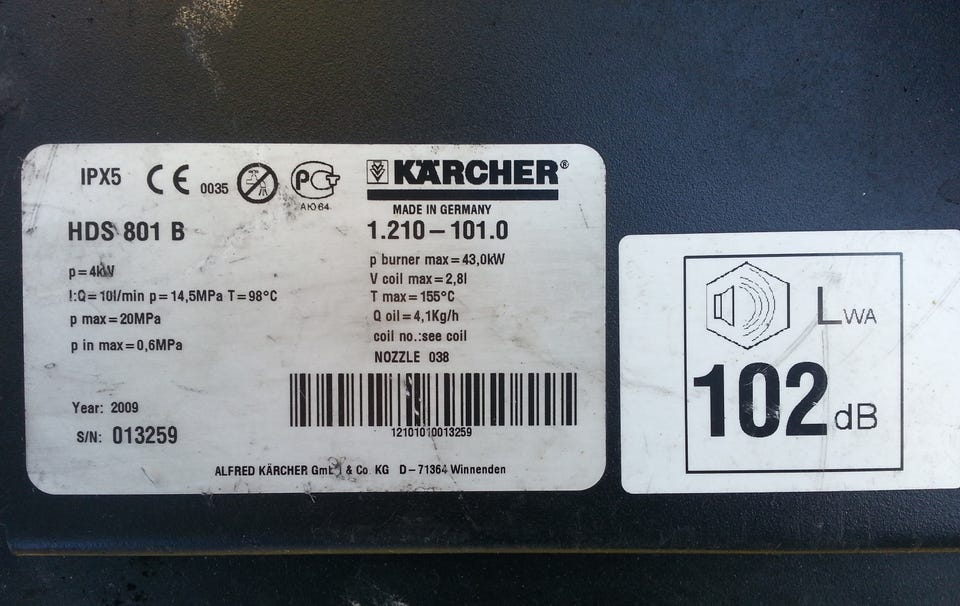 IPX5 CE 0035 PCT KÄRCHER®
АЮ64
MADE IN GERMANY
HDS 801 B 1.210-101.0
p=4kW
I:Q=10l/min p=14,5MPa T=98°C
p max=20MPa
p in max=0,6MPa
p burner max=43,0kW
V coil max=2,8l
T max=155°C
Q oil=4,1Kg/h
coil no.:see coil
NOZZLE 038
Year: 2009
S/N: 013259
12101010013259
ALFRED KÄRCHER GmbH & Co. KG D-71364 Winnenden
LWA
102 dB